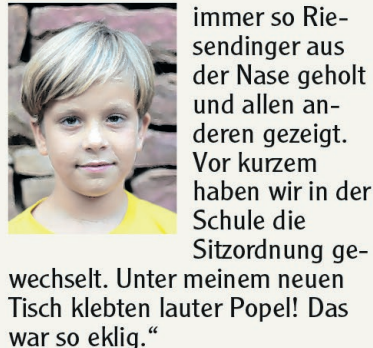 immer so Rie-
sendinger aus
der Nase geholt
und allen an-
deren gezeigt.
Vor kurzem
haben wir in der
Schule die
Sitzordnung ge-
wechselt. Unter meinem neuen
Tisch klebten lauter Popel! Das
war so eklig.“